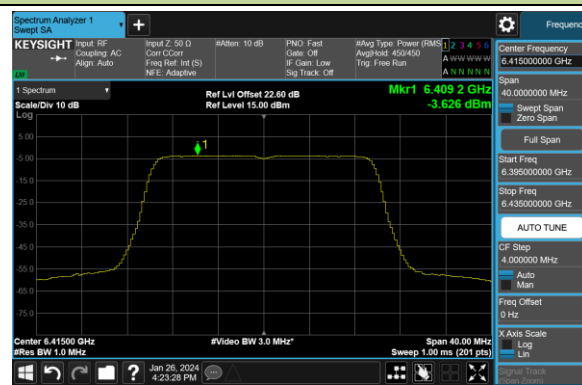 Spectrum Analyzer 1
Swept SA
Frequen
KEYSIGHT
Input: RF
Coupling: AC
Align: Auto
Input Z: 50 Ω
Corr CCorr
Freq Ref: Int (S)
NFE: Adaptive
#Atten: 10 dB
PNO: Fast
Gate: Off
IF Gain: Low
Sig Track: Off
#Avg Type: Power (RMS
Avg|Hold: 450/450
Trig: Free Run
1 2 3 4 5 6
A W W W W W
A N N N N N
LXI
1 Spectrum
Scale/Div 10 dB
Ref Lvl Offset 22.60 dB
Ref Level 15.00 dBm
Mkr1 6.409 2 GHz
-3.626 dBm
Log
1
5.00
-5.00
-15.0
-25.0
-35.0
-45.0
-55.0
-65.0
-75.0
Center 6.41500 GHz
#Res BW 1.0 MHz
#Video BW 3.0 MHz*
Span 40.00 MHz
Sweep 1.00 ms (201 pts)
Center Frequency
6.415000000 GHz
Span
40.0000000 MHz
Swept Span
Zero Span
Full Span
Start Freq
6.395000000 GHz
Stop Freq
6.435000000 GHz
AUTO TUNE
CF Step
4.000000 MHz
Auto
Man
Freq Offset
0 Hz
X Axis Scale
Log
Lin
Signal Track
(Span Zoom)
Jan 26, 2024
4:23:28 PM